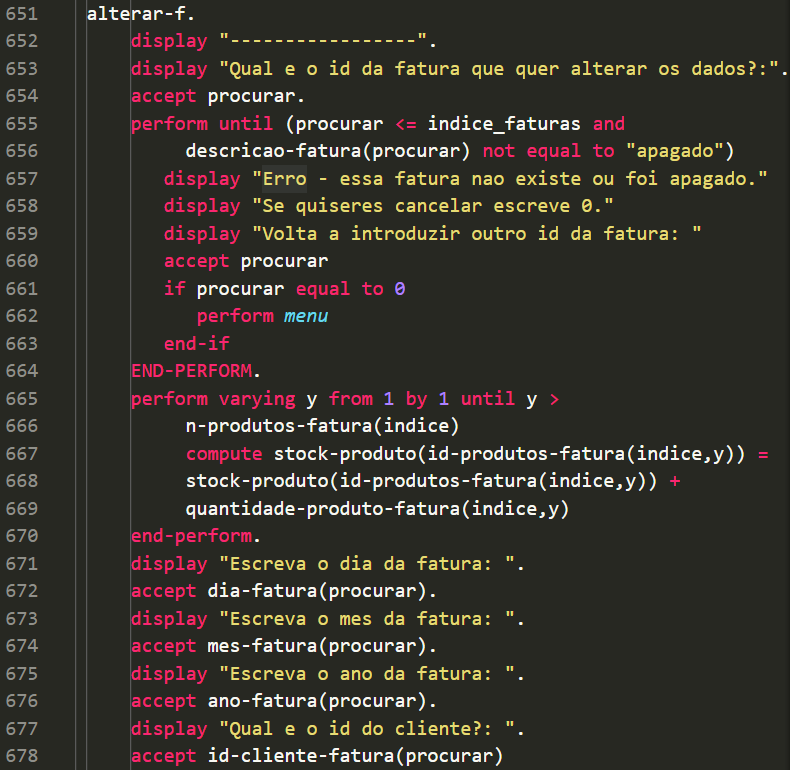 651 alterar-f.
652 display "-----------------".
653 display "Qual e o id da fatura que quer alterar os dados?:".
654 accept procurar.
655 perform until (procurar <= indice_faturas and
656 descricao-fatura(procurar) not equal to "apagado")
657 display "Erro - essa fatura nao existe ou foi apagado."
658 display "Se quiseres cancelar escreve 0."
659 display "Volta a introduzir outro id da fatura: "
660 accept procurar
661 if procurar equal to 0
662 perform menu
663 end-if
664 END-PERFORM.
665 perform varying y from 1 by 1 until y >
666 n-produtos-fatura(indice)
667 compute stock-produto(id-produtos-fatura(indice,y)) =
668 stock-produto(id-produtos-fatura(indice,y)) +
669 quantidade-produto-fatura(indice,y)
670 end-perform.
671 display "Escreva o dia da fatura: ".
672 accept dia-fatura(procurar).
673 display "Escreva o mes da fatura: ".
674 accept mes-fatura(procurar).
675 display "Escreva o ano da fatura: ".
676 accept ano-fatura(procurar).
677 display "Qual e o id do cliente?: ".
678 accept id-cliente-fatura(procurar)